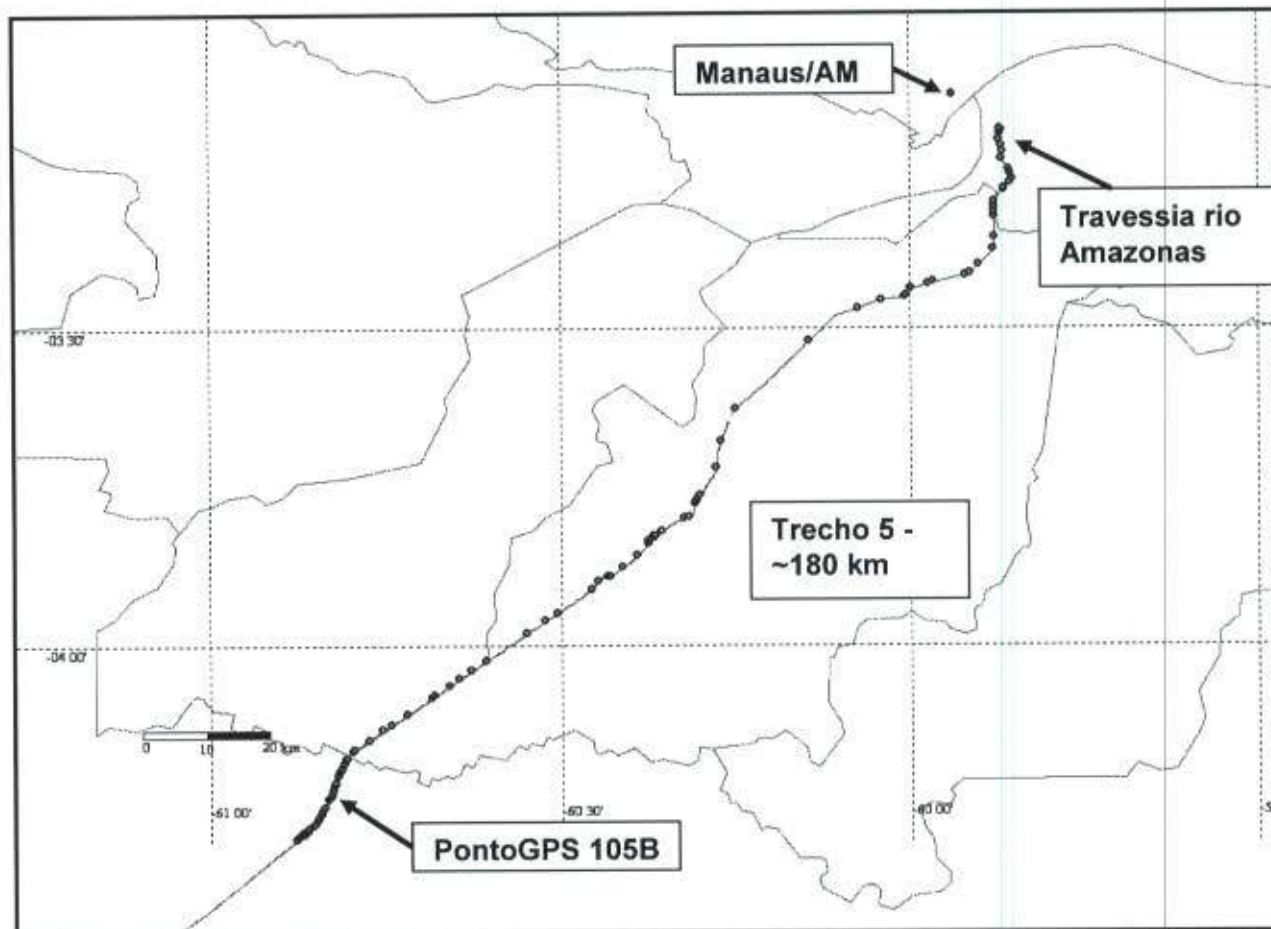 Manaus/AM
Travessia rio
Amazonas
-03 30'
Trecho 5 -
~180 km
-04 00'
0 10 20 km
-61 00'
-60 30'
-60 00'
PontoGPS 105B